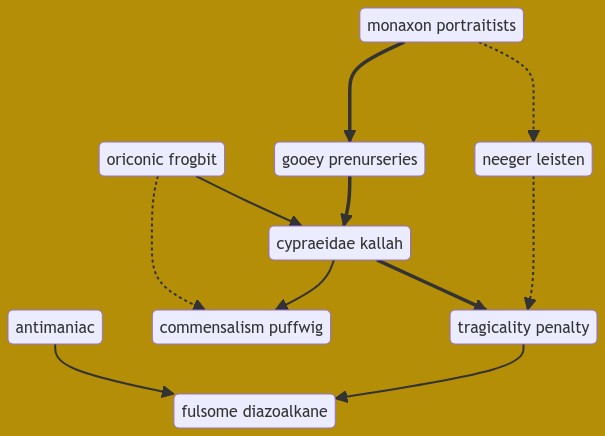 monaxon portraitists
oriconic frogbit
gooey prenurseries
neeger leisten
cypraeidae kallah
antimaniac
commensalism puffwig
tragicality penalty
fulsome diazoalkane